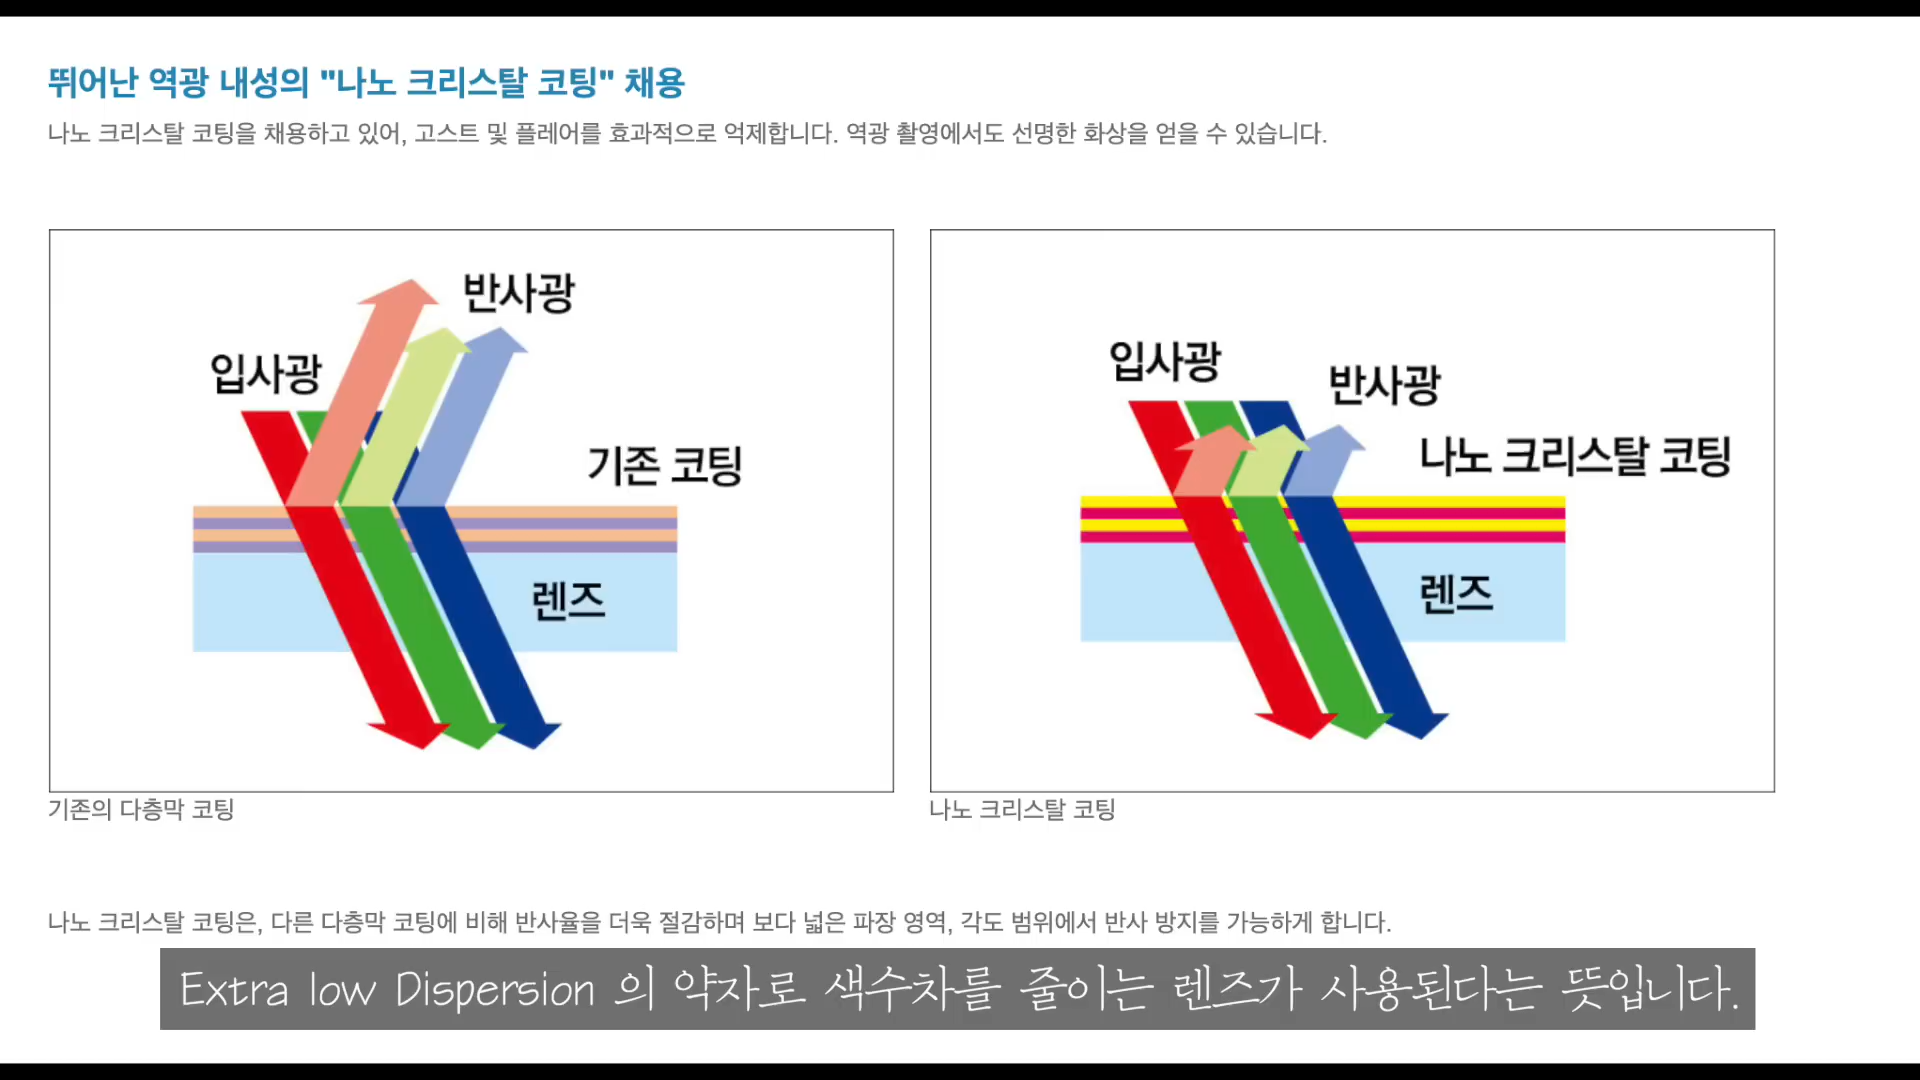 뛰어난 역광 내성의 "나노 크리스탈 코팅" 채용
나노 크리스탈 코팅을 채용하고 있어, 고스트 및 플레어를 효과적으로 억제합니다. 역광 촬영에서도 선명한 화상을 얻을 수 있습니다.
반사광
입사광
기존 코팅
렌즈
기존의 다층막 코팅
입사광
반사광
나노 크리스탈 코팅
렌즈
나노 크리스탈 코팅
나노 크리스탈 코팅은, 다른 다층막 코팅에 비해 반사율을 더욱 절감하며 보다 넓은 파장 영역, 각도 범위에서 반사 방지를 가능하게 합니다.
Extra low Dispersion 의 약자로 색수차를 줄이는 렌즈가 사용된다는 뜻입니다.